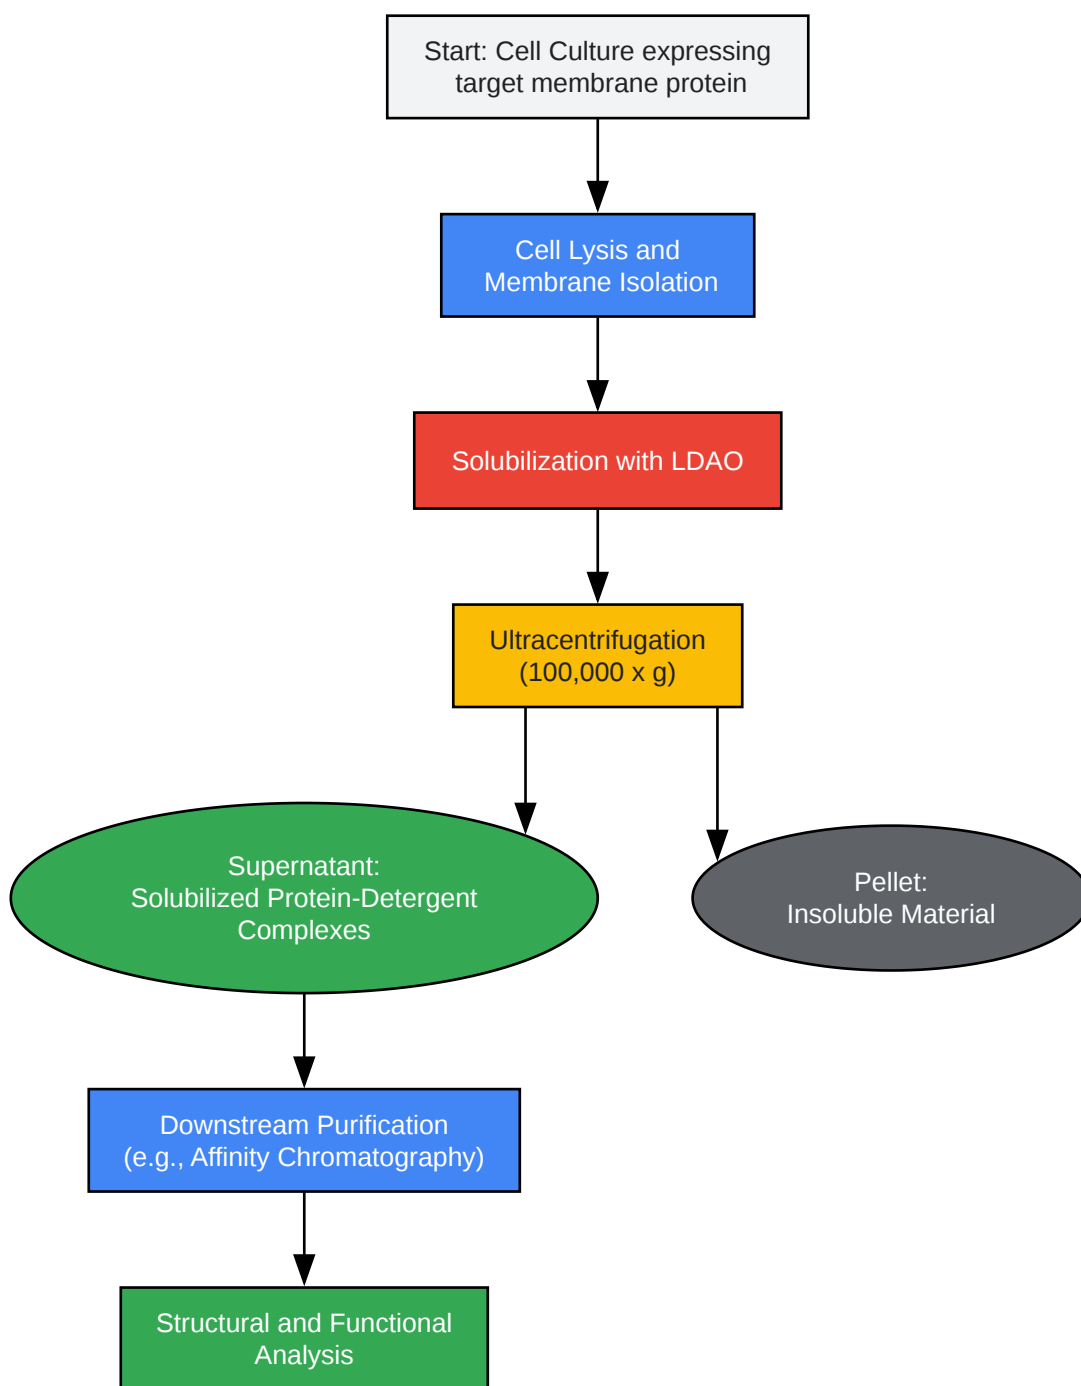 Start: Cell Culture expressing
target membrane protein
Cell Lysis and
Membrane Isolation
Solubilization with LDAO
Ultracentrifugation
(100,000 x g)
Supernatant:
Solubilized Protein-Detergent
Complexes
Pellet:
Insoluble Material
Downstream Purification
(e.g., Affinity Chromatography)
Structural and Functional
Analysis